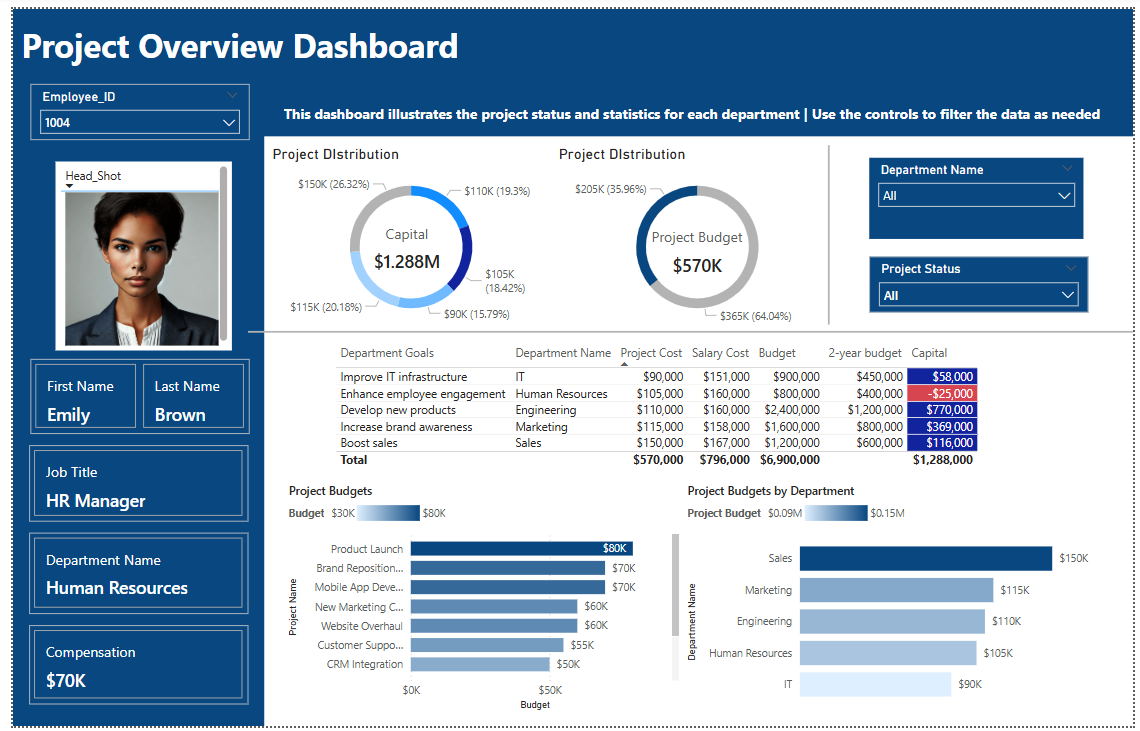 Project Overview Dashboard
Employee_ID
1004
This dashboard illustrates the project status and statistics for each department | Use the controls to filter the data as needed
Head_Shot
First Name
Emily
Last Name
Brown
Job Title
HR Manager
Department Name
Human Resources
Compensation
$70K
Project DIstribution
$150K (26.32%)
$110K (19.3%)
Capital
$1.288M
$105K
(18.42%)
$115K (20.18%)
$90K (15.79%)
Project DIstribution
$205K (35.96%)
Project Budget
$570K
$365K (64.04%)
Department Name
All
Project Status
All
Department Goals Department Name Project Cost Salary Cost Budget 2-year budget Capital
Improve IT infrastructure IT $90,000 $151,000 $900,000 $450,000 $58,000
Enhance employee engagement Human Resources $105,000 $160,000 $800,000 $400,000 -$25,000
Develop new products Engineering $110,000 $160,000 $2,400,000 $1,200,000 $770,000
Increase brand awareness Marketing $115,000 $158,000 $1,600,000 $800,000 $369,000
Boost sales Sales $150,000 $167,000 $1,200,000 $600,000 $116,000
Total $570,000 $796,000 $6,900,000 $1,288,000
Project Budgets
Budget $30K $80K
Project Name
Product Launch $80K
Brand Reposition... $70K
Mobile App Deve... $70K
New Marketing C... $60K
Website Overhaul $60K
Customer Suppo... $55K
CRM Integration $50K
$0K $50K
Budget
Project Budgets by Department
Project Budget $0.09M $0.15M
Department Name
Sales $150K
Marketing $115K
Engineering $110K
Human Resources $105K
IT $90K